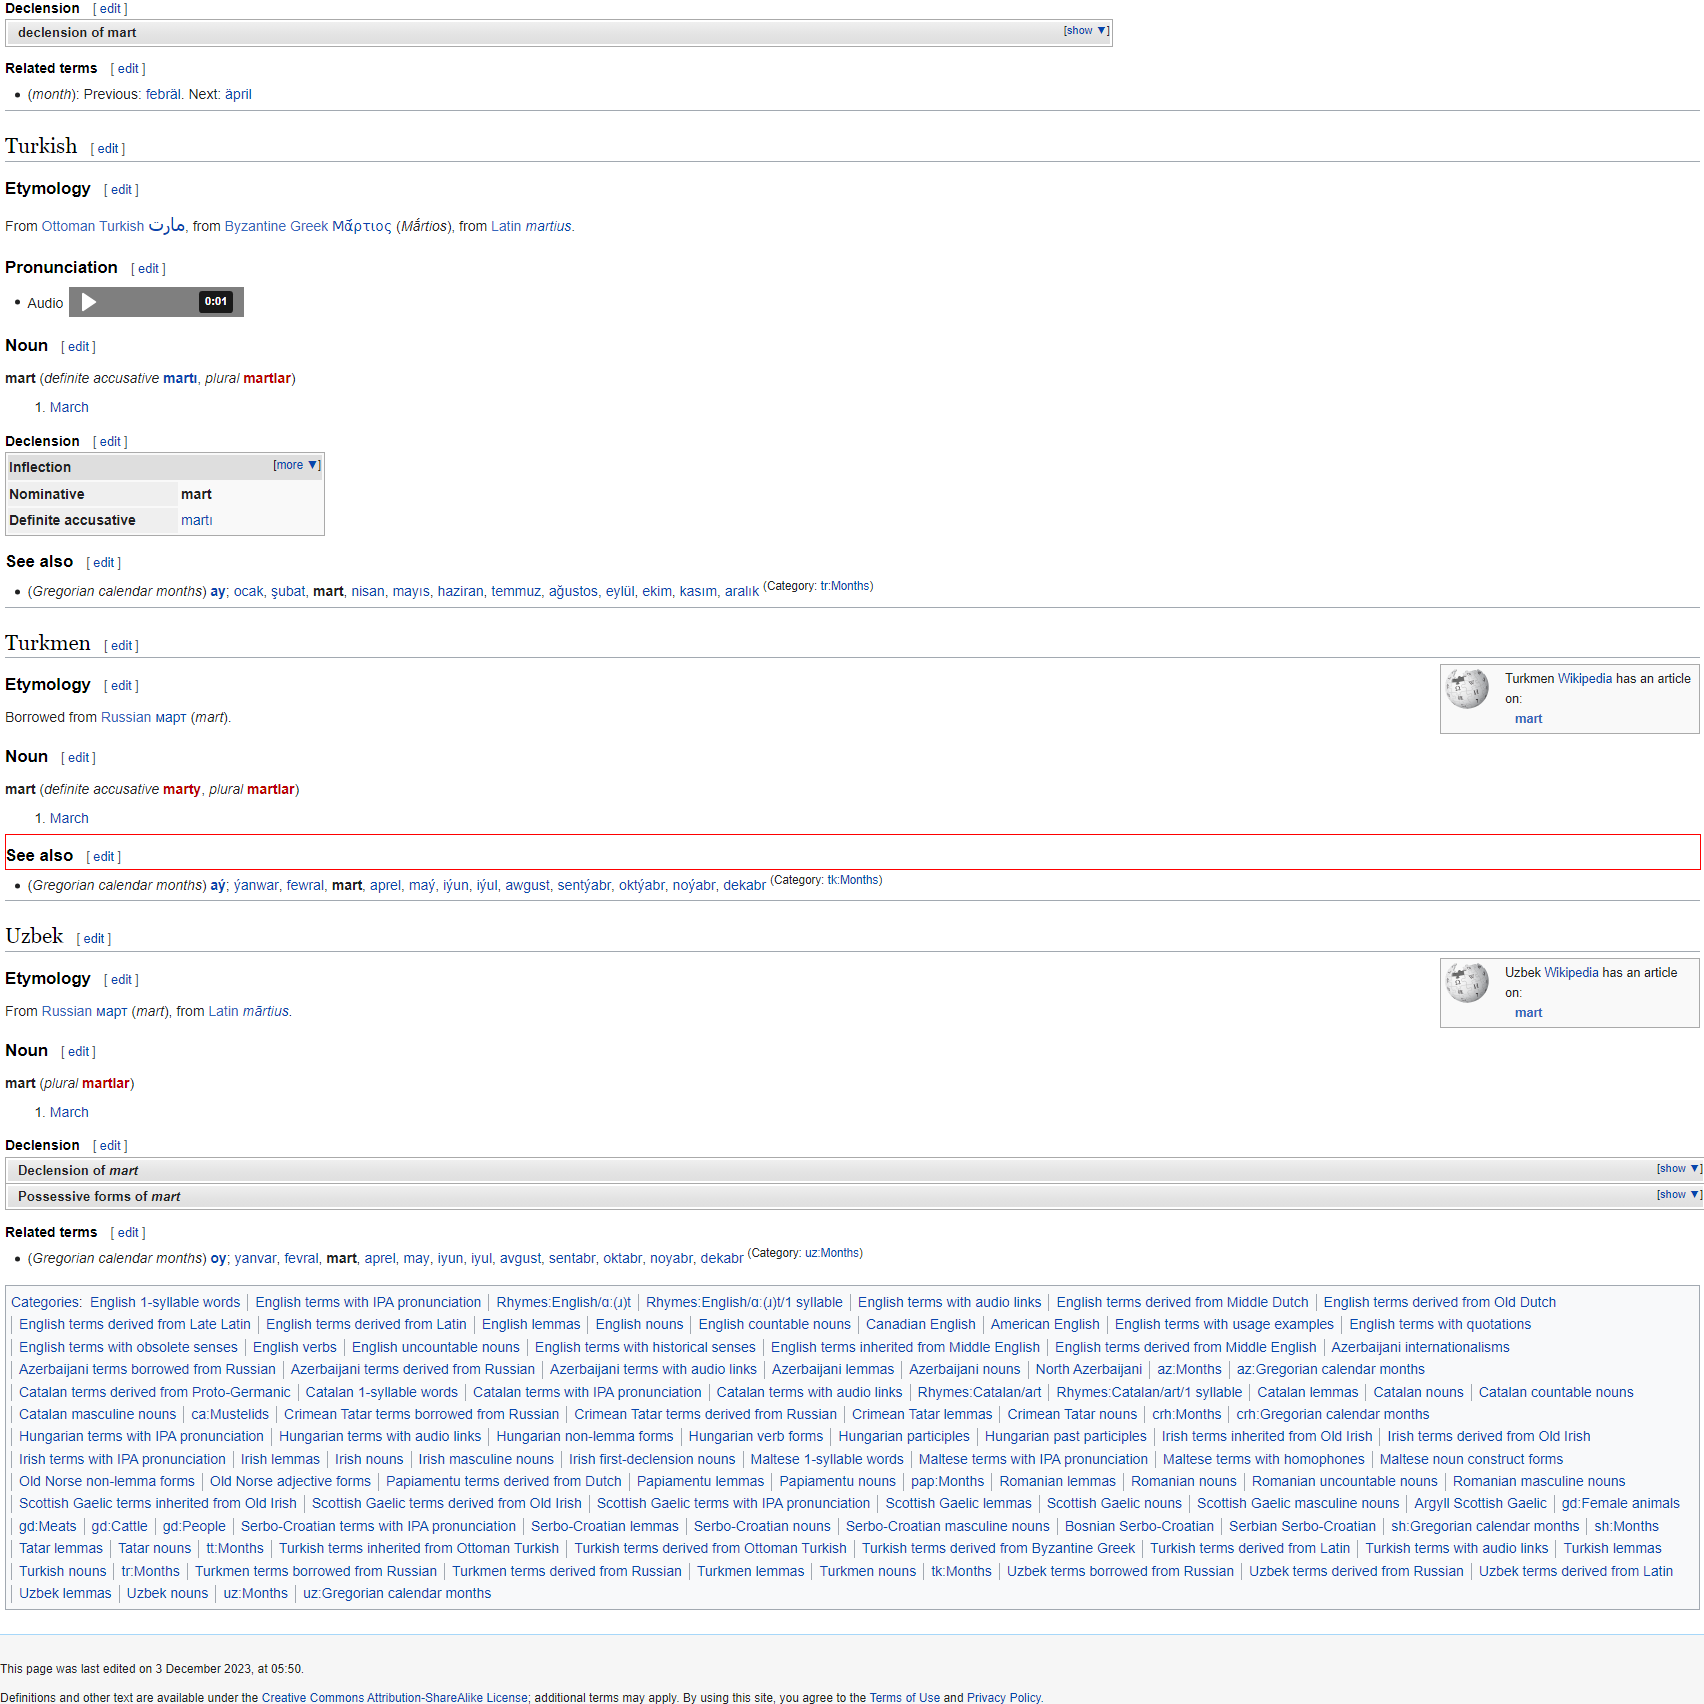 Declension [ edit ]
declension of mart [show ▼]
Related terms [ edit ]
• (month): Previous: febräl. Next: äpril
Turkish [ edit ]
Etymology [ edit ]
From Ottoman Turkish مارت, from Byzantine Greek Μᾰ́ρτιος (Mắrtios), from Latin martius.
Pronunciation [ edit ]
• Audio 0:01
Noun [ edit ]
mart (definite accusative martı, plural martlar)
1. March
Declension [ edit ]
Inflection [more ▼]
Nominative mart
Definite accusative martı
See also [ edit ]
• (Gregorian calendar months) ay; ocak, şubat, mart, nisan, mayıs, haziran, temmuz, ağustos, eylül, ekim, kasım, aralık (Category: tr:Months)
Turkmen [ edit ]
Etymology [ edit ]
Turkmen Wikipedia has an article
on:
mart
Borrowed from Russian март (mart).
Noun [ edit ]
mart (definite accusative marty, plural martlar)
1. March
See also [ edit ]
• (Gregorian calendar months) aý; ýanwar, fewral, mart, aprel, maý, iýun, iýul, awgust, sentýabr, oktýabr, noýabr, dekabr (Category: tk:Months)
Uzbek [ edit ]
Etymology [ edit ]
Uzbek Wikipedia has an article
on:
mart
From Russian март (mart), from Latin mārtius.
Noun [ edit ]
mart (plural martlar)
1. March
Declension [ edit ]
Declension of mart [show ▼]
Possessive forms of mart [show ▼]
Related terms [ edit ]
• (Gregorian calendar months) oy; yanvar, fevral, mart, aprel, may, iyun, iyul, avgust, sentabr, oktabr, noyabr, dekabr (Category: uz:Months)
Categories: English 1-syllable words | English terms with IPA pronunciation | Rhymes:English/ɑː(ɹ)t | Rhymes:English/ɑː(ɹ)t/1 syllable | English terms with audio links | English terms derived from Middle Dutch | English terms derived from Old Dutch
| English terms derived from Late Latin | English terms derived from Latin | English lemmas | English nouns | English countable nouns | Canadian English | American English | English terms with usage examples | English terms with quotations
| English terms with obsolete senses | English verbs | English uncountable nouns | English terms with historical senses | English terms inherited from Middle English | English terms derived from Middle English | Azerbaijani internationalisms
| Azerbaijani terms borrowed from Russian | Azerbaijani terms derived from Russian | Azerbaijani terms with audio links | Azerbaijani lemmas | Azerbaijani nouns | North Azerbaijani | az:Months | az:Gregorian calendar months
| Catalan terms derived from Proto-Germanic | Catalan 1-syllable words | Catalan terms with IPA pronunciation | Catalan terms with audio links | Rhymes:Catalan/art | Rhymes:Catalan/art/1 syllable | Catalan lemmas | Catalan nouns | Catalan countable nouns
| Catalan masculine nouns | ca:Mustelids | Crimean Tatar terms borrowed from Russian | Crimean Tatar terms derived from Russian | Crimean Tatar lemmas | Crimean Tatar nouns | crh:Months | crh:Gregorian calendar months
| Hungarian terms with IPA pronunciation | Hungarian terms with audio links | Hungarian non-lemma forms | Hungarian verb forms | Hungarian participles | Hungarian past participles | Irish terms inherited from Old Irish | Irish terms derived from Old Irish
| Irish terms with IPA pronunciation | Irish lemmas | Irish nouns | Irish masculine nouns | Irish first-declension nouns | Maltese 1-syllable words | Maltese terms with IPA pronunciation | Maltese terms with homophones | Maltese noun construct forms
| Old Norse non-lemma forms | Old Norse adjective forms | Papiamentu terms derived from Dutch | Papiamentu lemmas | Papiamentu nouns | pap:Months | Romanian lemmas | Romanian nouns | Romanian uncountable nouns | Romanian masculine nouns
| Scottish Gaelic terms inherited from Old Irish | Scottish Gaelic terms derived from Old Irish | Scottish Gaelic terms with IPA pronunciation | Scottish Gaelic lemmas | Scottish Gaelic nouns | Scottish Gaelic masculine nouns | Argyll Scottish Gaelic | gd:Female animals
| gd:Meats | gd:Cattle | gd:People | Serbo-Croatian terms with IPA pronunciation | Serbo-Croatian lemmas | Serbo-Croatian nouns | Serbo-Croatian masculine nouns | Bosnian Serbo-Croatian | Serbian Serbo-Croatian | sh:Gregorian calendar months | sh:Months
| Tatar lemmas | Tatar nouns | tt:Months | Turkish terms inherited from Ottoman Turkish | Turkish terms derived from Ottoman Turkish | Turkish terms derived from Byzantine Greek | Turkish terms derived from Latin | Turkish terms with audio links | Turkish lemmas
| Turkish nouns | tr:Months | Turkmen terms borrowed from Russian | Turkmen terms derived from Russian | Turkmen lemmas | Turkmen nouns | tk:Months | Uzbek terms borrowed from Russian | Uzbek terms derived from Russian | Uzbek terms derived from Latin
| Uzbek lemmas | Uzbek nouns | uz:Months | uz:Gregorian calendar months
This page was last edited on 3 December 2023, at 05:50.
Definitions and other text are available under the Creative Commons Attribution-ShareAlike License; additional terms may apply. By using this site, you agree to the Terms of Use and Privacy Policy.